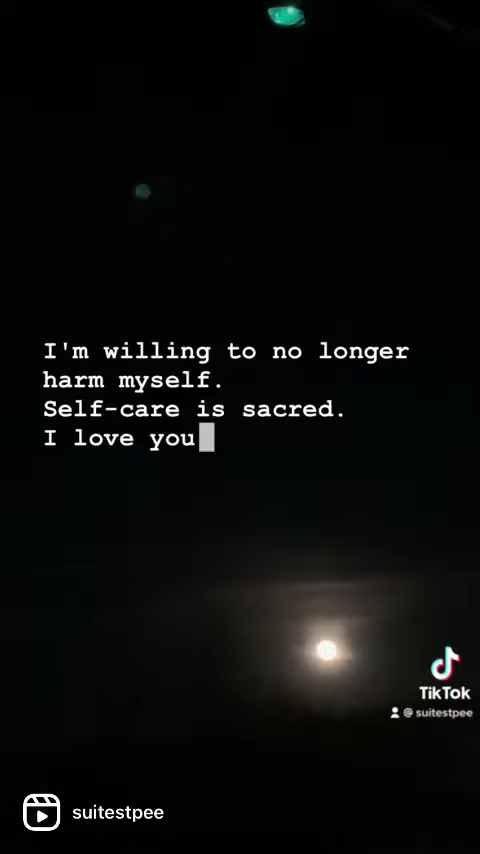 I'm willing to no longer
harm myself.
Self-care is sacred.
I love you
TikTok
@ suitestpee
suitestpee